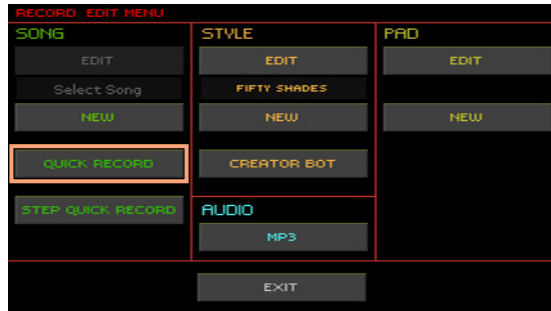 RECORD EDIT MENU
SONG
EDIT
Select Song
NEW
QUICK RECORD
STEP QUICK RECORD
STYLE
EDIT
FIFTY SHADES
NEW
CREATOR BOT
AUDIO
MP3
PAD
EDIT
NEW
EXIT